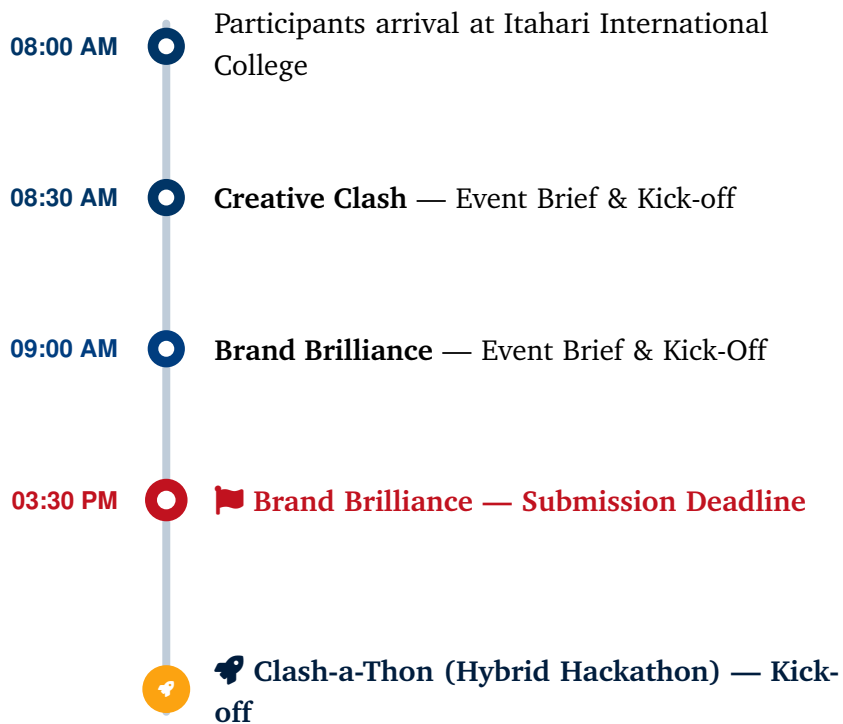 08:00 AM
Participants arrival at Itahari International
College
08:30 AM
Creative Clash — Event Brief & Kick-off
09:00 AM
Brand Brilliance — Event Brief & Kick-Off
03:30 PM
Brand Brilliance — Submission Deadline
Clash-a-Thon (Hybrid Hackathon) — Kick-
off